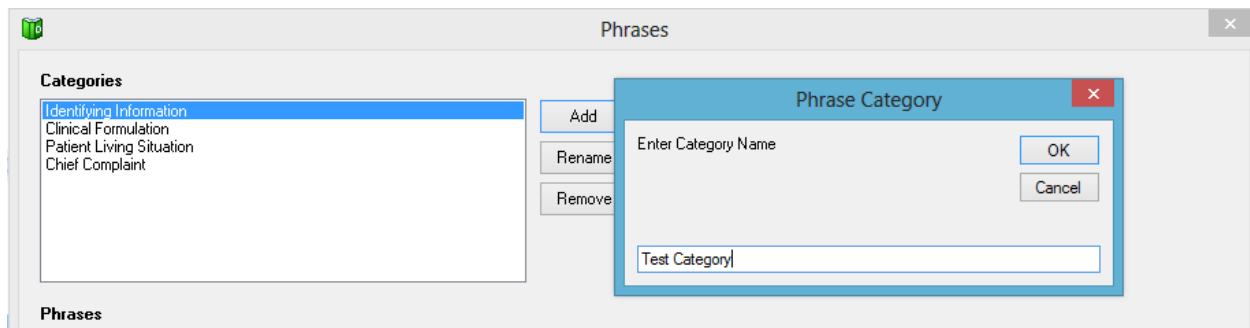 Phrases
Categories
Identifying Information
Clinical Formulation
Patient Living Situation
Chief Complaint
Add
Rename
Remove
Phrase Category
Enter Category Name
OK
Cancel
Test Category
Phrases